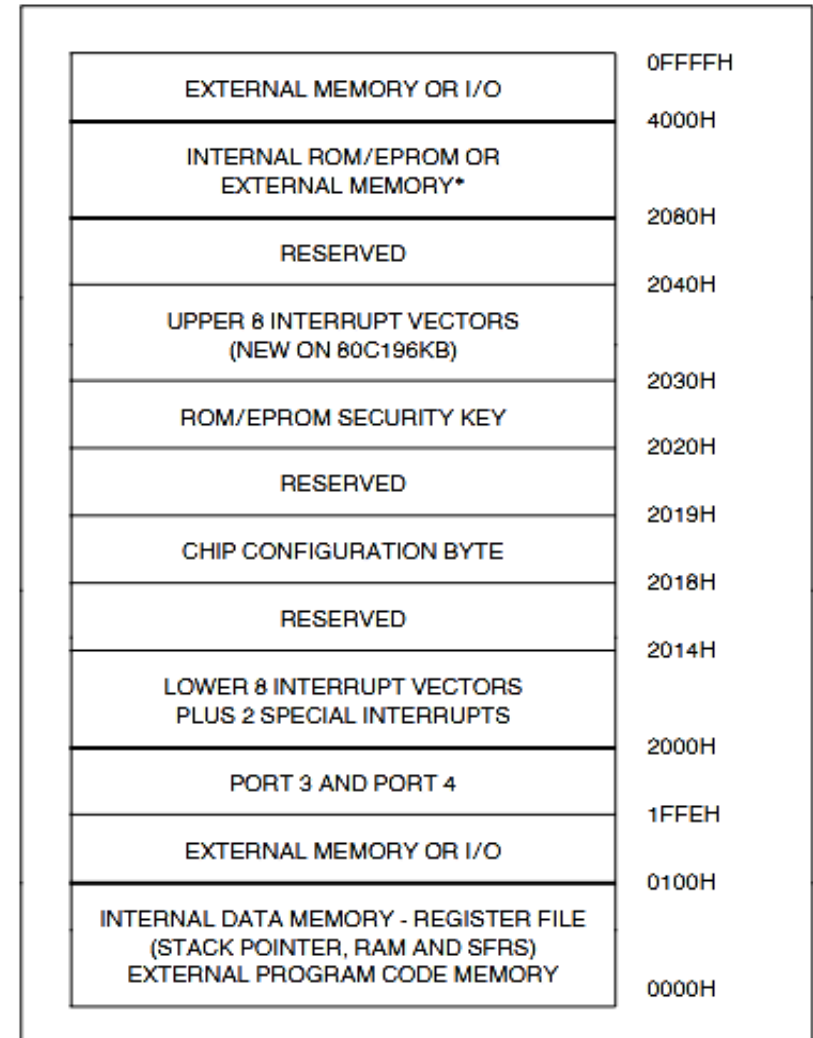 0FFFFH
EXTERNAL MEMORY OR I/O
4000H
INTERNAL ROM/EPROM OR
EXTERNAL MEMORY*
2080H
RESERVED
2040H
UPPER 8 INTERRUPT VECTORS
(NEW ON 80C196KB)
2030H
ROM/EPROM SECURITY KEY
2020H
RESERVED
2019H
CHIP CONFIGURATION BYTE
2018H
RESERVED
2014H
LOWER 8 INTERRUPT VECTORS
PLUS 2 SPECIAL INTERRUPTS
2000H
PORT 3 AND PORT 4
1FFEH
EXTERNAL MEMORY OR I/O
0100H
INTERNAL DATA MEMORY - REGISTER FILE
(STACK POINTER, RAM AND SFRS)
EXTERNAL PROGRAM CODE MEMORY
0000H